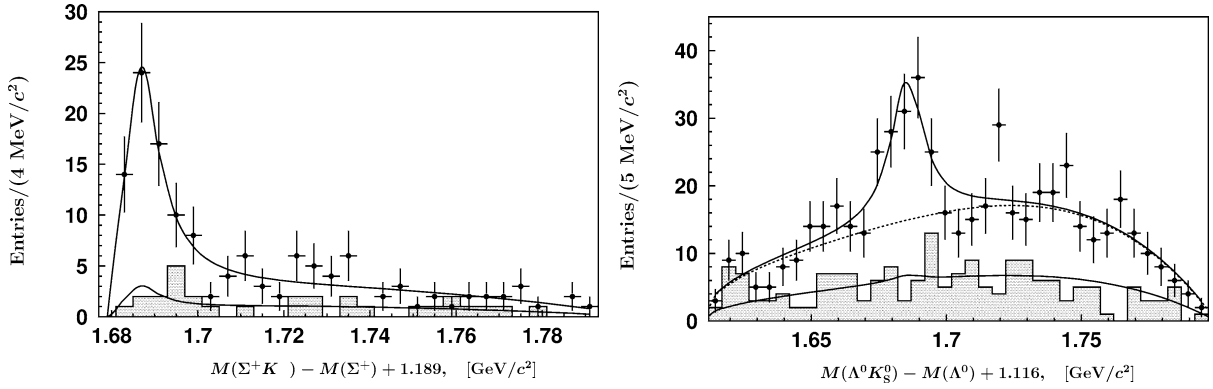 Entries/(4 MeV/c²)
30
25
20
15
10
5
0
1.68 1.7 1.72 1.74 1.76 1.78
M(Σ⁺K ) − M(Σ⁺) + 1.189, [GeV/c²]
Entries/(5 MeV/c²)
40
30
20
10
0
1.65 1.7 1.75
M(Λ⁰K⁰_S) − M(Λ⁰) + 1.116, [GeV/c²]